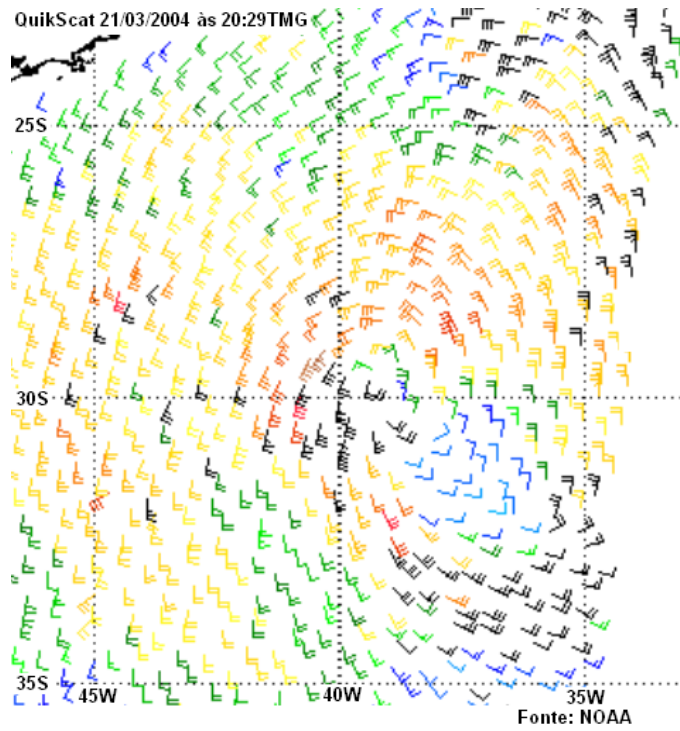 QuikScat 21/03/2004 às 20:29TMG
25S
30S
35S
45W
40W
35W
Fonte: NOAA